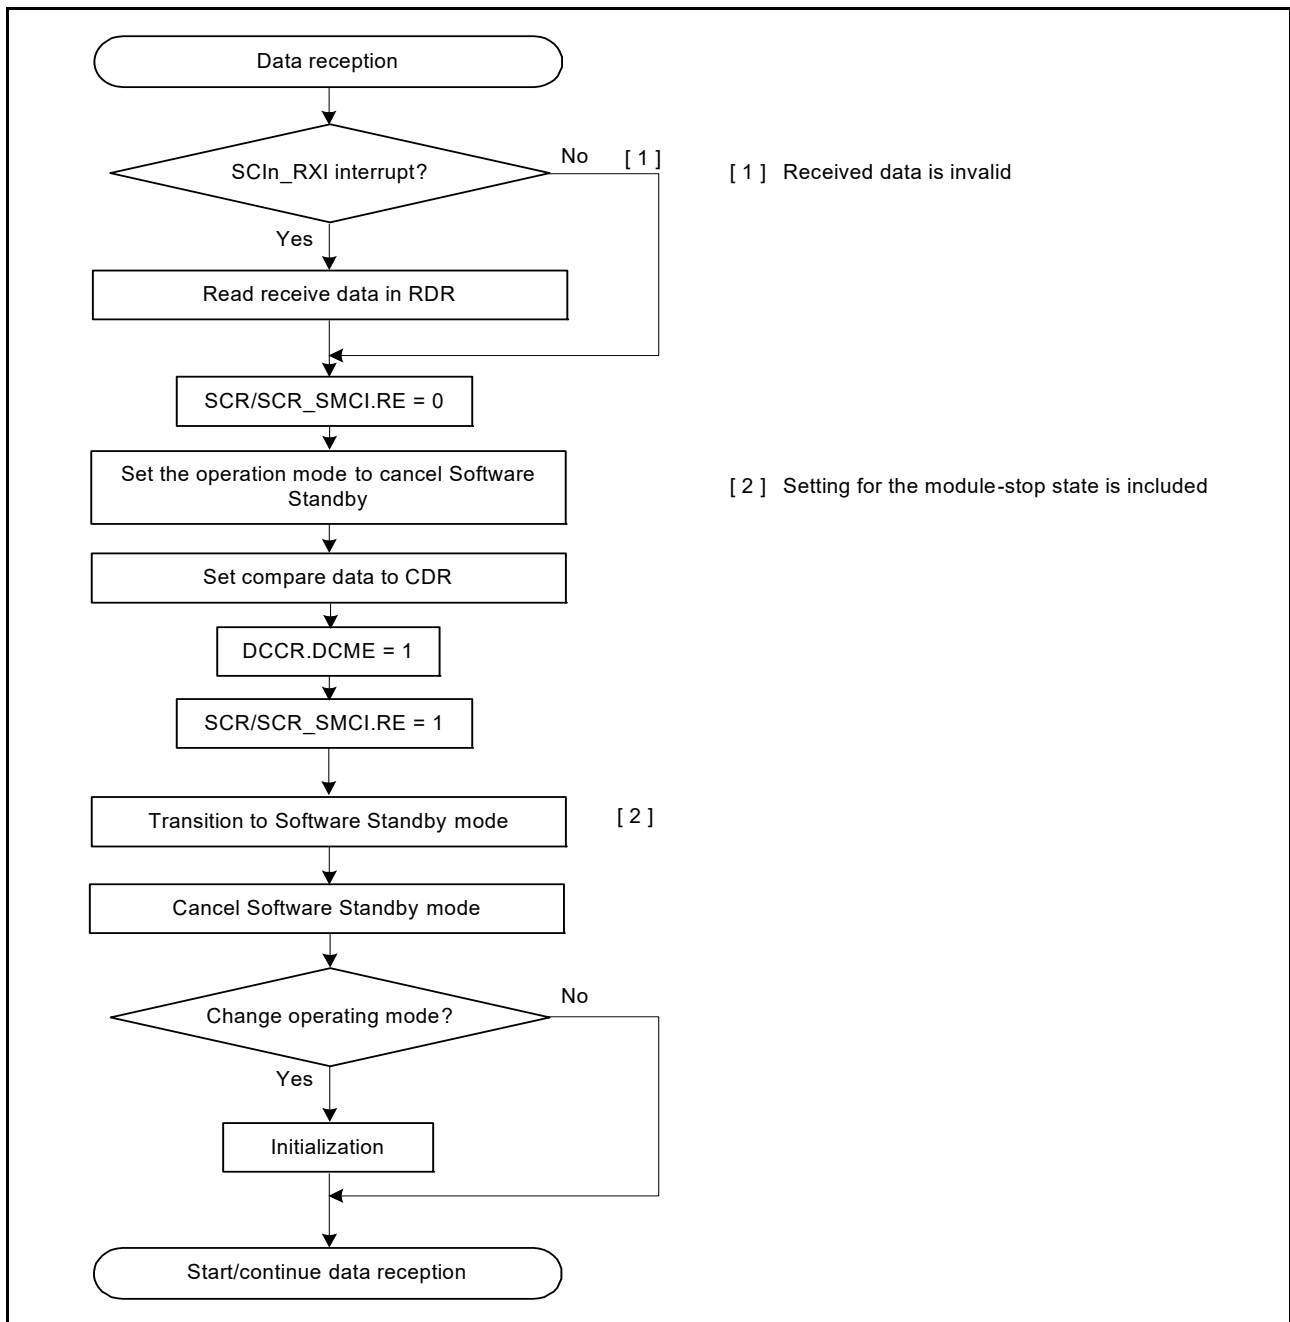 Data reception
SCIn_RXI interrupt?
No [ 1 ]
[ 1 ] Received data is invalid
Yes
Read receive data in RDR
SCR/SCR_SMCI.RE = 0
Set the operation mode to cancel Software
Standby
[ 2 ] Setting for the module-stop state is included
Set compare data to CDR
DCCR.DCME = 1
SCR/SCR_SMCI.RE = 1
Transition to Software Standby mode
[ 2 ]
Cancel Software Standby mode
Change operating mode?
No
Yes
Initialization
Start/continue data reception